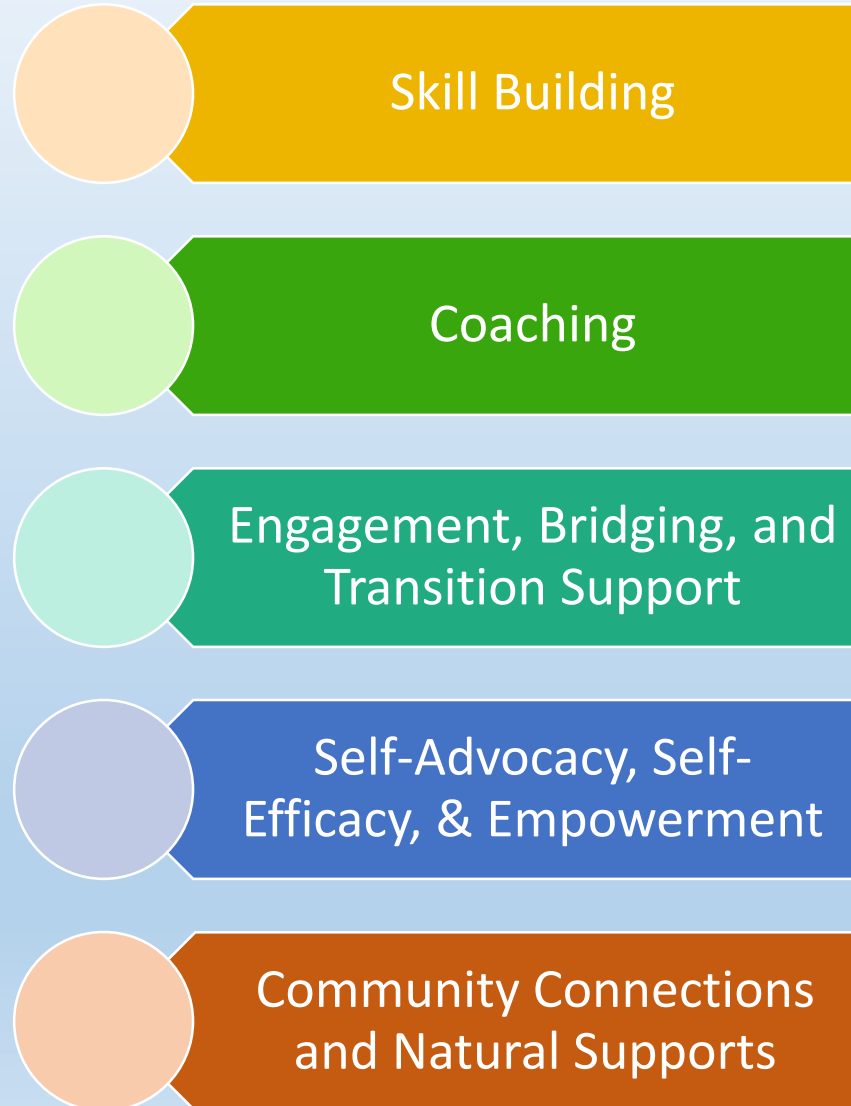 Skill Building
Coaching
Engagement, Bridging, and
Transition Support
Self-Advocacy, Self-
Efficacy, & Empowerment
Community Connections
and Natural Supports